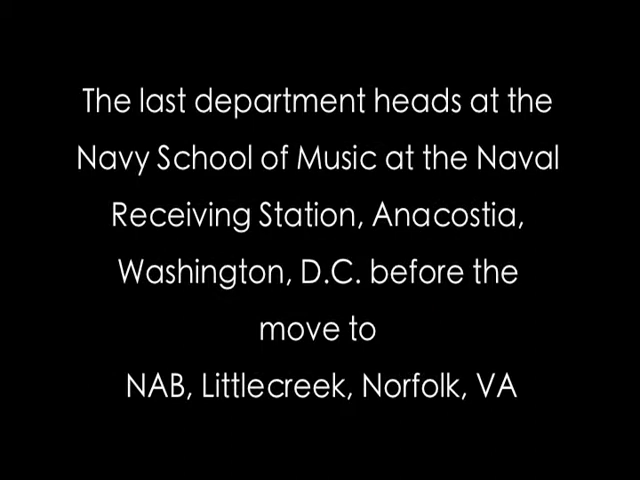 The last department heads at the
Navy School of Music at the Naval
Receiving Station, Anacostia,
Washington, D.C. before the
move to
NAB, Littlecreek, Norfolk, VA